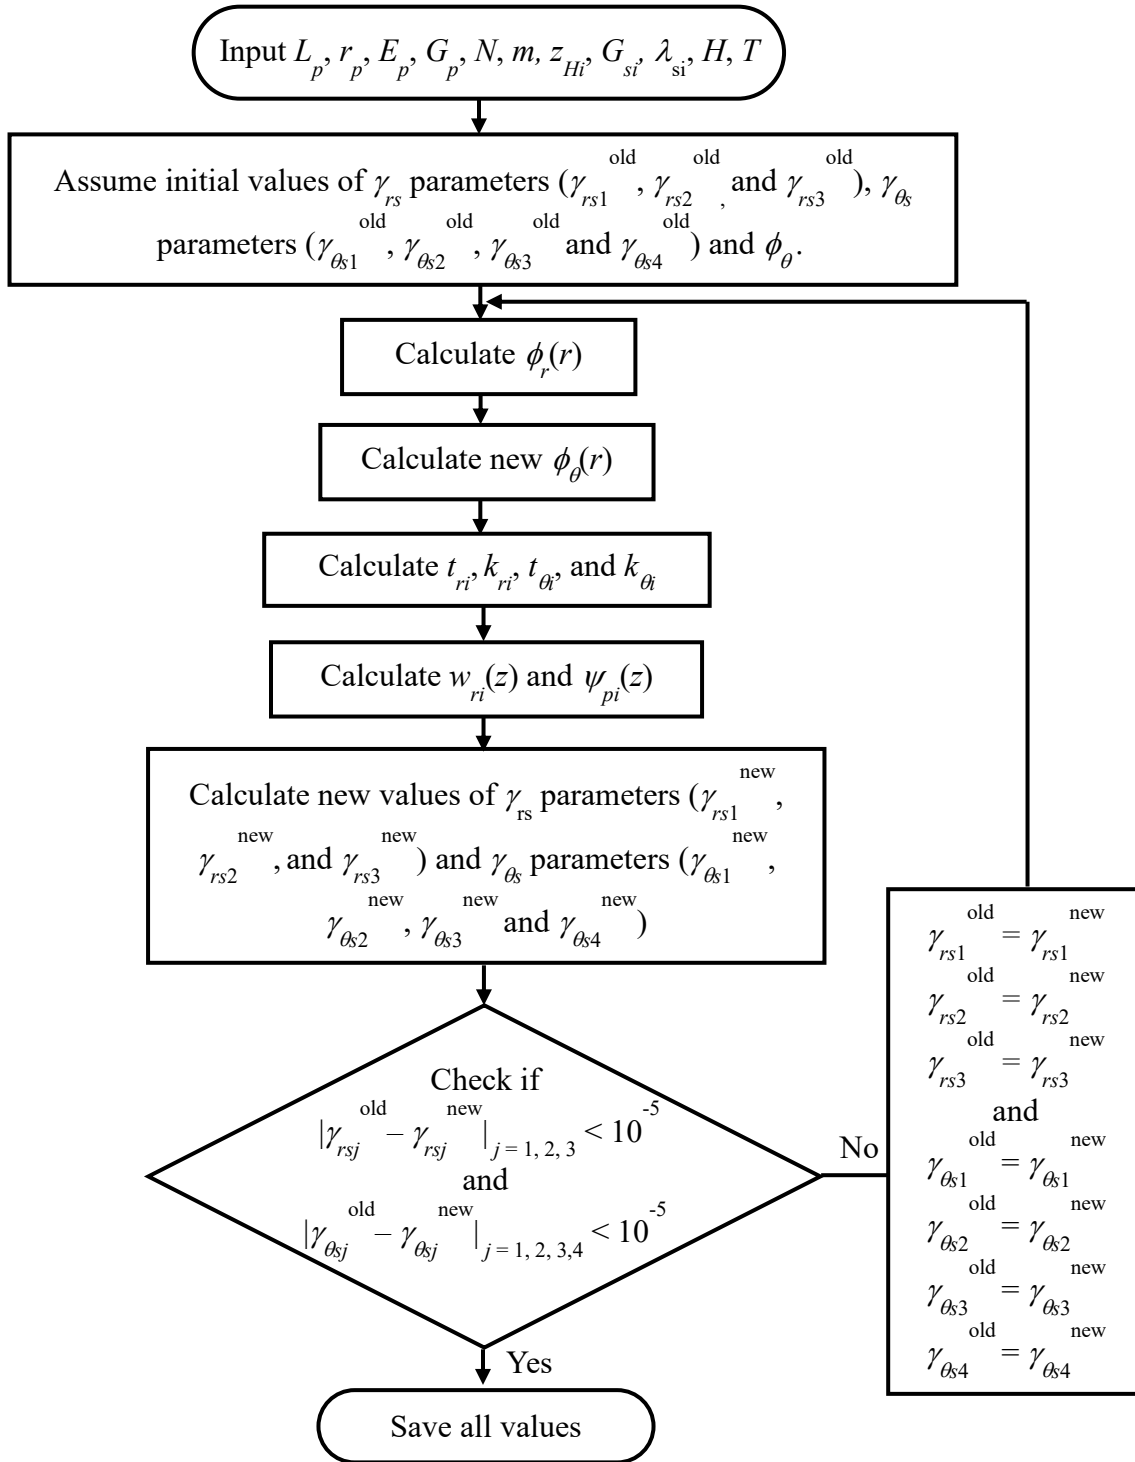 Input L_p, r_p, E_p, G_p, N, m, z_Hi, G_si, λ_si, H, T
Assume initial values of γ_rs parameters (γ_rs1^old, γ_rs2^old, and γ_rs3^old), γ_θs
parameters (γ_θs1^old, γ_θs2^old, γ_θs3^old and γ_θs4^old) and ϕ_θ.
Calculate ϕ_r(r)
Calculate new ϕ_θ(r)
Calculate t_ri, k_ri, t_θi, and k_θi
Calculate w_ri(z) and ψ_pi(z)
Calculate new values of γ_rs parameters (γ_rs1^new,
γ_rs2^new, and γ_rs3^new) and γ_θs parameters (γ_θs1^new,
γ_θs2^new, γ_θs3^new and γ_θs4^new)
Check if
|γ_rsj^old – γ_rsj^new|_j = 1, 2, 3 < 10^-5
and
|γ_θsj^old – γ_θsj^new|_j = 1, 2, 3,4 < 10^-5
No
γ_rs1^old = γ_rs1^new
γ_rs2^old = γ_rs2^new
γ_rs3^old = γ_rs3^new
and
γ_θs1^old = γ_θs1^new
γ_θs2^old = γ_θs2^new
γ_θs3^old = γ_θs3^new
γ_θs4^old = γ_θs4^new
Yes
Save all values